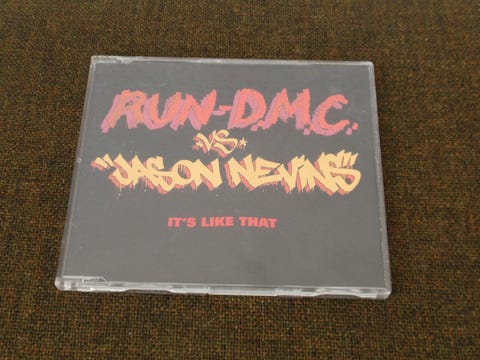 RUN-D.M.C.
·VS·
"JASON NEVINS"
IT'S LIKE THAT